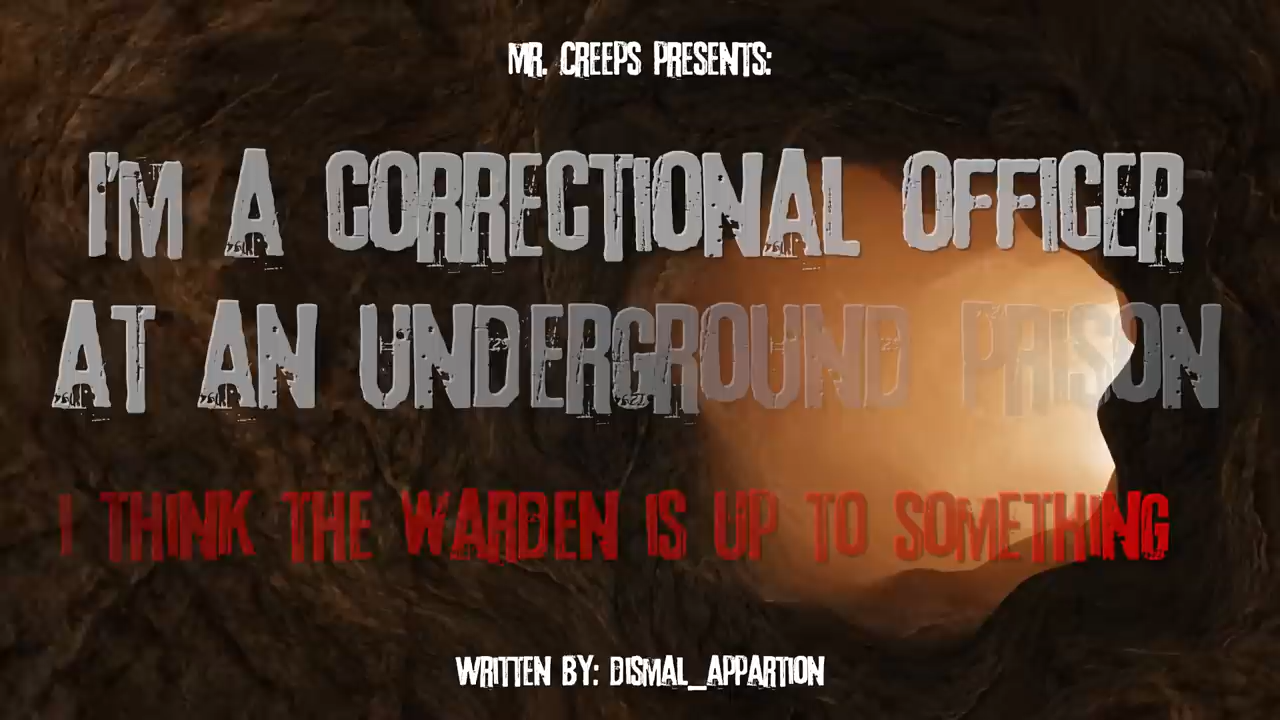 MR. CREEPS PRESENTS:
I'M A CORRECTIONAL OFFICER
AT AN UNDERGROUND PRISON
I THINK THE WARDEN IS UP TO SOMETHING
WRITTEN BY: DISMAL_APPARTION